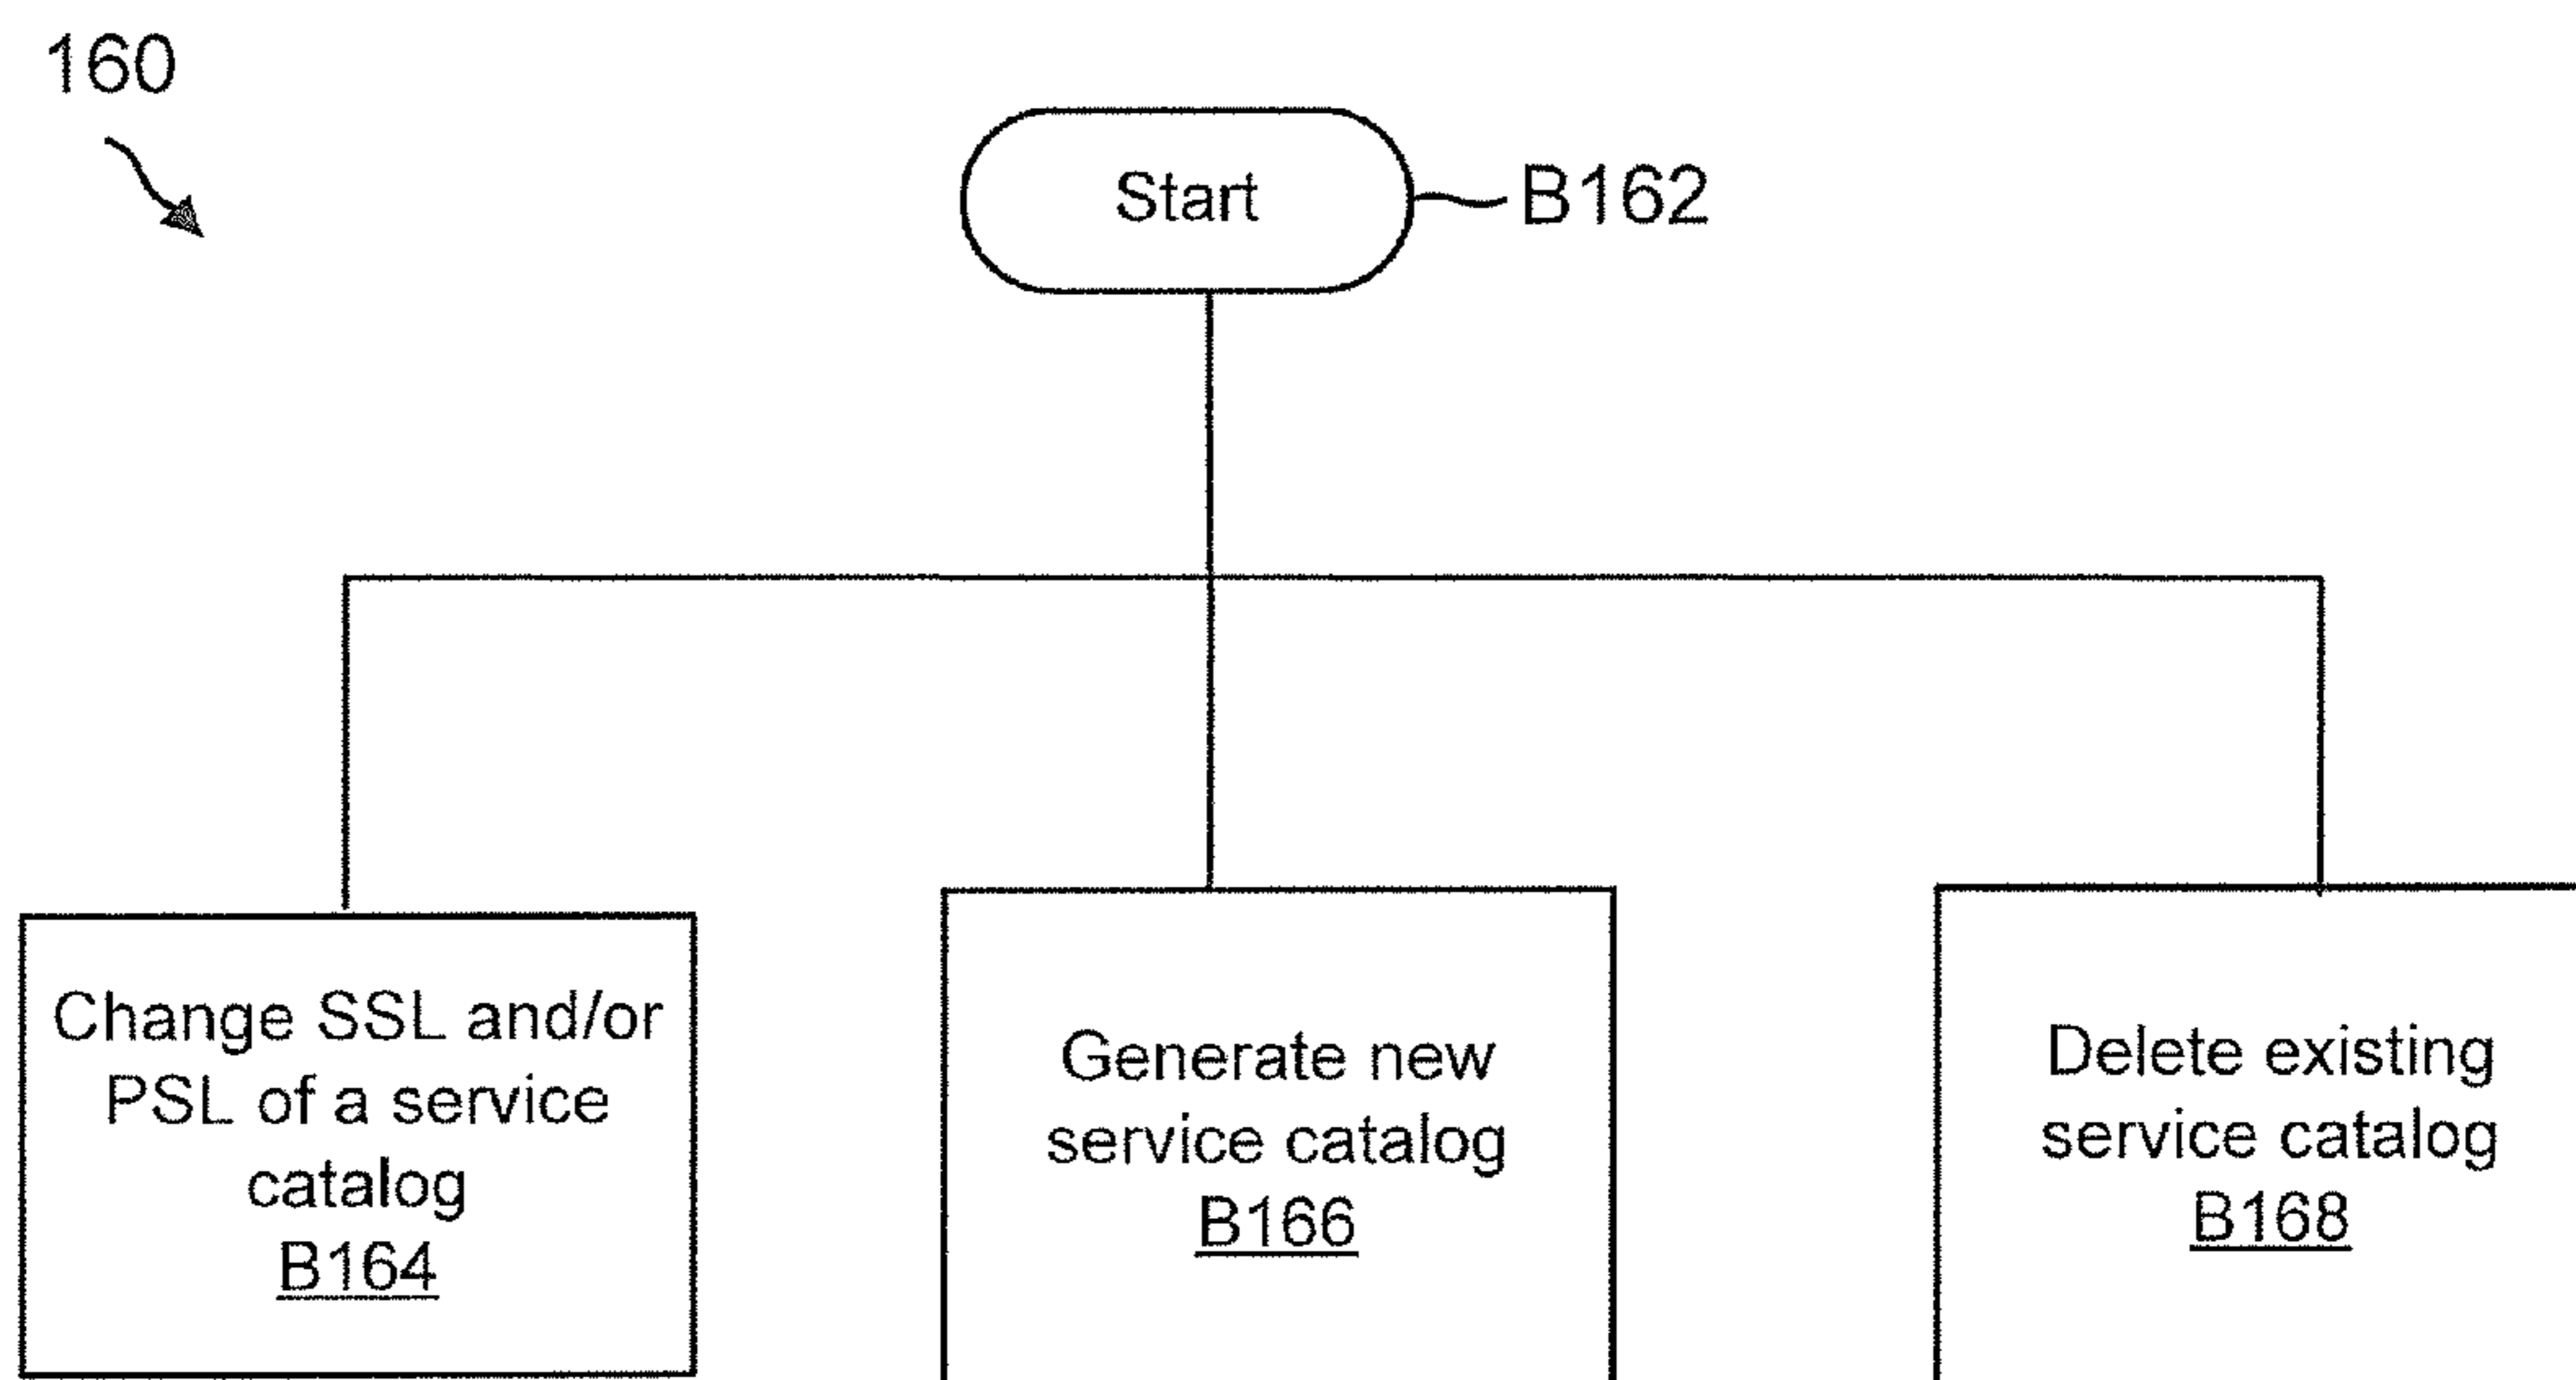 160
Start
B162
Change SSL and/or
PSL of a service
catalog
B164
Generate new
service catalog
B166
Delete existing
service catalog
B168